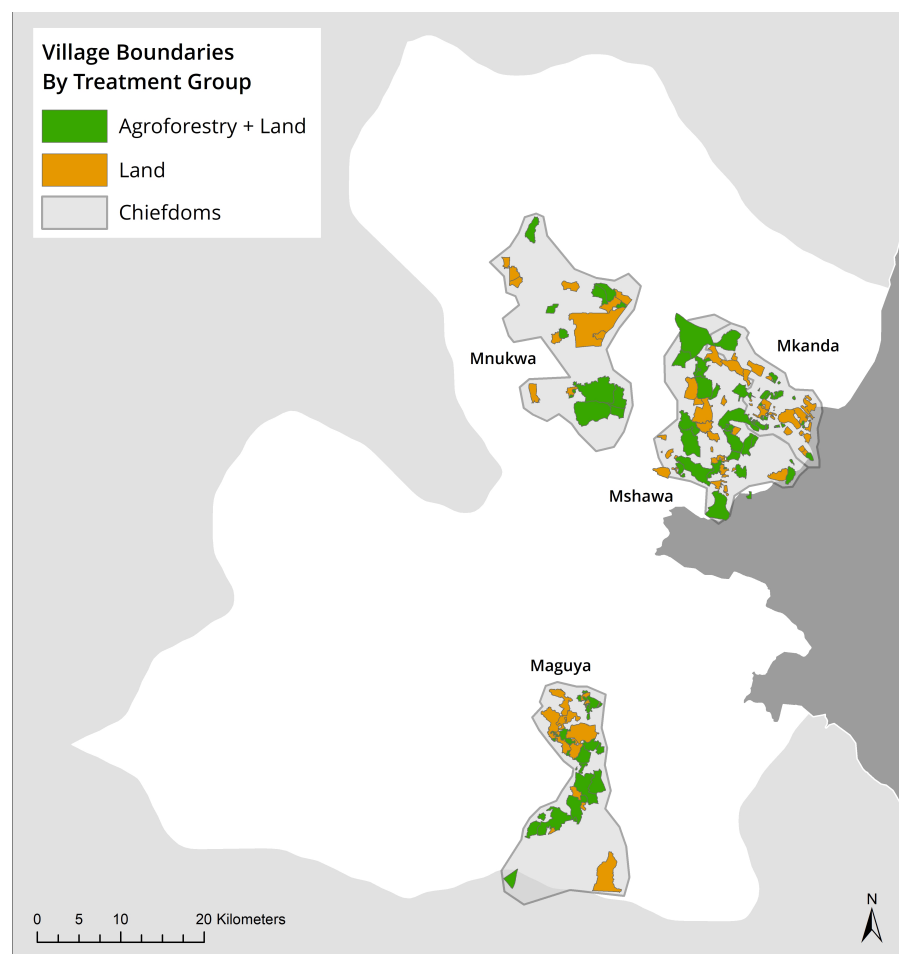 Village Boundaries
By Treatment Group
Agroforestry + Land
Land
Chiefdoms
Mnukwa
Mkanda
Mshawa
Maguya
0 5 10 20 Kilometers
N